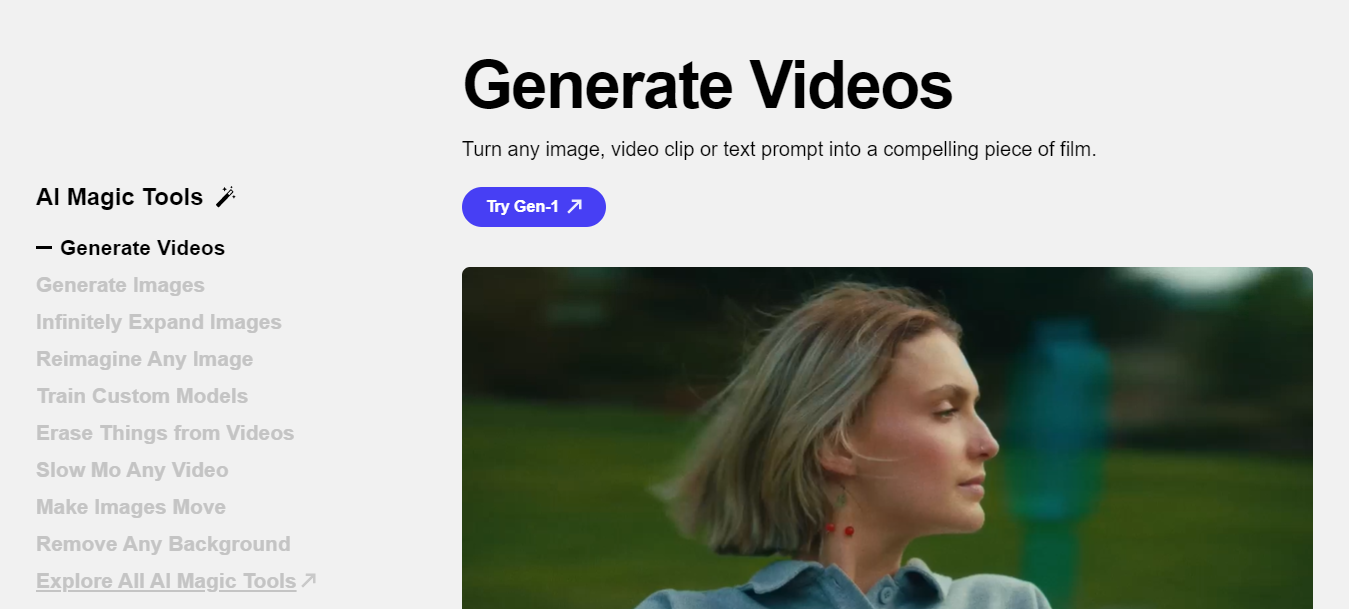 Generate Videos
Turn any image, video clip or text prompt into a compelling piece of film.
Try Gen-1
AI Magic Tools
Generate Videos
Generate Images
Infinitely Expand Images
Reimagine Any Image
Train Custom Models
Erase Things from Videos
Slow Mo Any Video
Make Images Move
Remove Any Background
Explore All AI Magic Tools